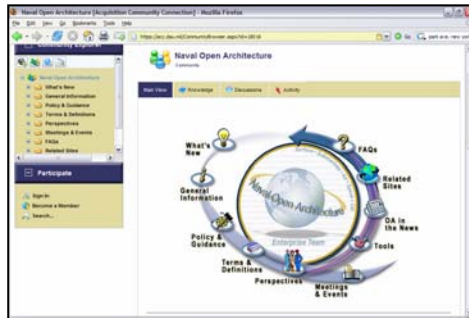 Naval Open Architecture [Acquisition Community Connection] - Mozilla Firefox
File Edit View Go Bookmarks Tools Help
Community Explorer
Naval Open Architecture
Community
Naval Open Architecture
What's New
General Information
Policy & Guidance
Terms & Definitions
Perspectives
Meetings & Events
FAQs
Related Sites
Participate
Sign In
Become a Member
Search...
Main View Knowledge Discussions Activity
What's
New
General
Information
Policy &
Guidance
Terms &
Definitions
Perspectives
Meetings
& Events
Tools
OA in
the News
Related
Sites
FAQs
Naval Open Architecture
Enterprise Team